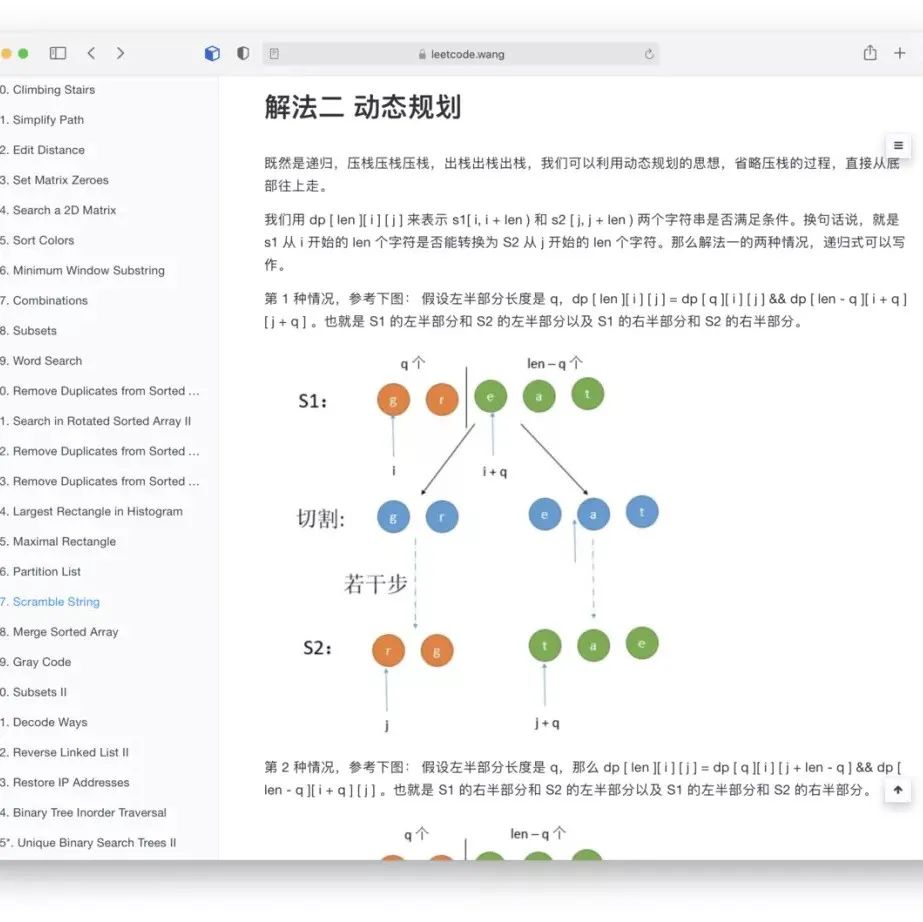 leetcode.wang
0. Climbing Stairs
1. Simplify Path
2. Edit Distance
3. Set Matrix Zeroes
4. Search a 2D Matrix
5. Sort Colors
6. Minimum Window Substring
7. Combinations
8. Subsets
9. Word Search
0. Remove Duplicates from Sorted ...
1. Search in Rotated Sorted Array II
2. Remove Duplicates from Sorted ...
3. Remove Duplicates from Sorted ...
4. Largest Rectangle in Histogram
5. Maximal Rectangle
6. Partition List
7. Scramble String
8. Merge Sorted Array
9. Gray Code
0. Subsets II
1. Decode Ways
2. Reverse Linked List II
3. Restore IP Addresses
4. Binary Tree Inorder Traversal
5*. Unique Binary Search Trees II
解法二 动态规划
既然是递归，压栈压栈压栈，出栈出栈出栈，我们可以利用动态规划的思想，省略压栈的过程，直接从底
部往上走。
我们用 dp [ len ][ i ] [ j ] 来表示 s1[ i, i + len ) 和 s2 [ j, j + len ) 两个字符串是否满足条件。换句话说，就是
s1 从 i 开始的 len 个字符是否能转换为 S2 从 j 开始的 len 个字符。那么解法一的两种情况，递归式可以写
作。
第 1 种情况，参考下图： 假设左半部分长度是 q，dp [ len ][ i ] [ j ] = dp [ q ][ i ] [ j ] && dp [ len - q ][ i + q ]
[ j + q ] 。也就是 S1 的左半部分和 S2 的左半部分以及 S1 的右半部分和 S2 的右半部分。
q 个 len – q 个
S1: g r e a t
i i + q
切割: g r e a t
若干步
S2: r g t a e
j j + q
第 2 种情况，参考下图： 假设左半部分长度是 q，那么 dp [ len ][ i ] [ j ] = dp [ q ][ i ] [ j + len - q ] && dp [
len - q ][ i + q ] [ j ] 。也就是 S1 的右半部分和 S2 的左半部分以及 S1 的左半部分和 S2 的右半部分。
q 个 len – q 个